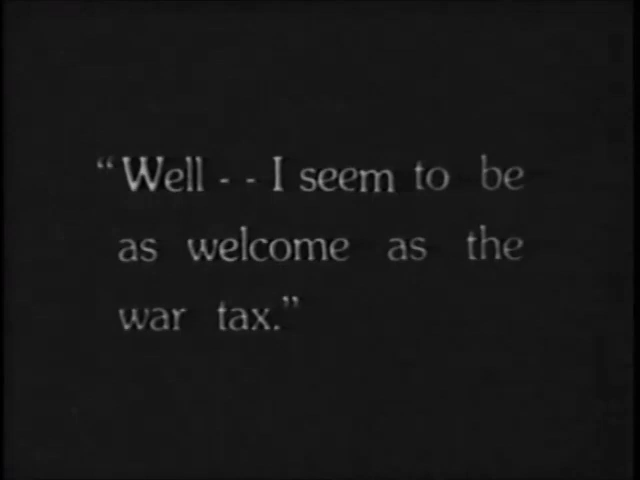 “Well - - I seem to be
as welcome as the
war tax.”